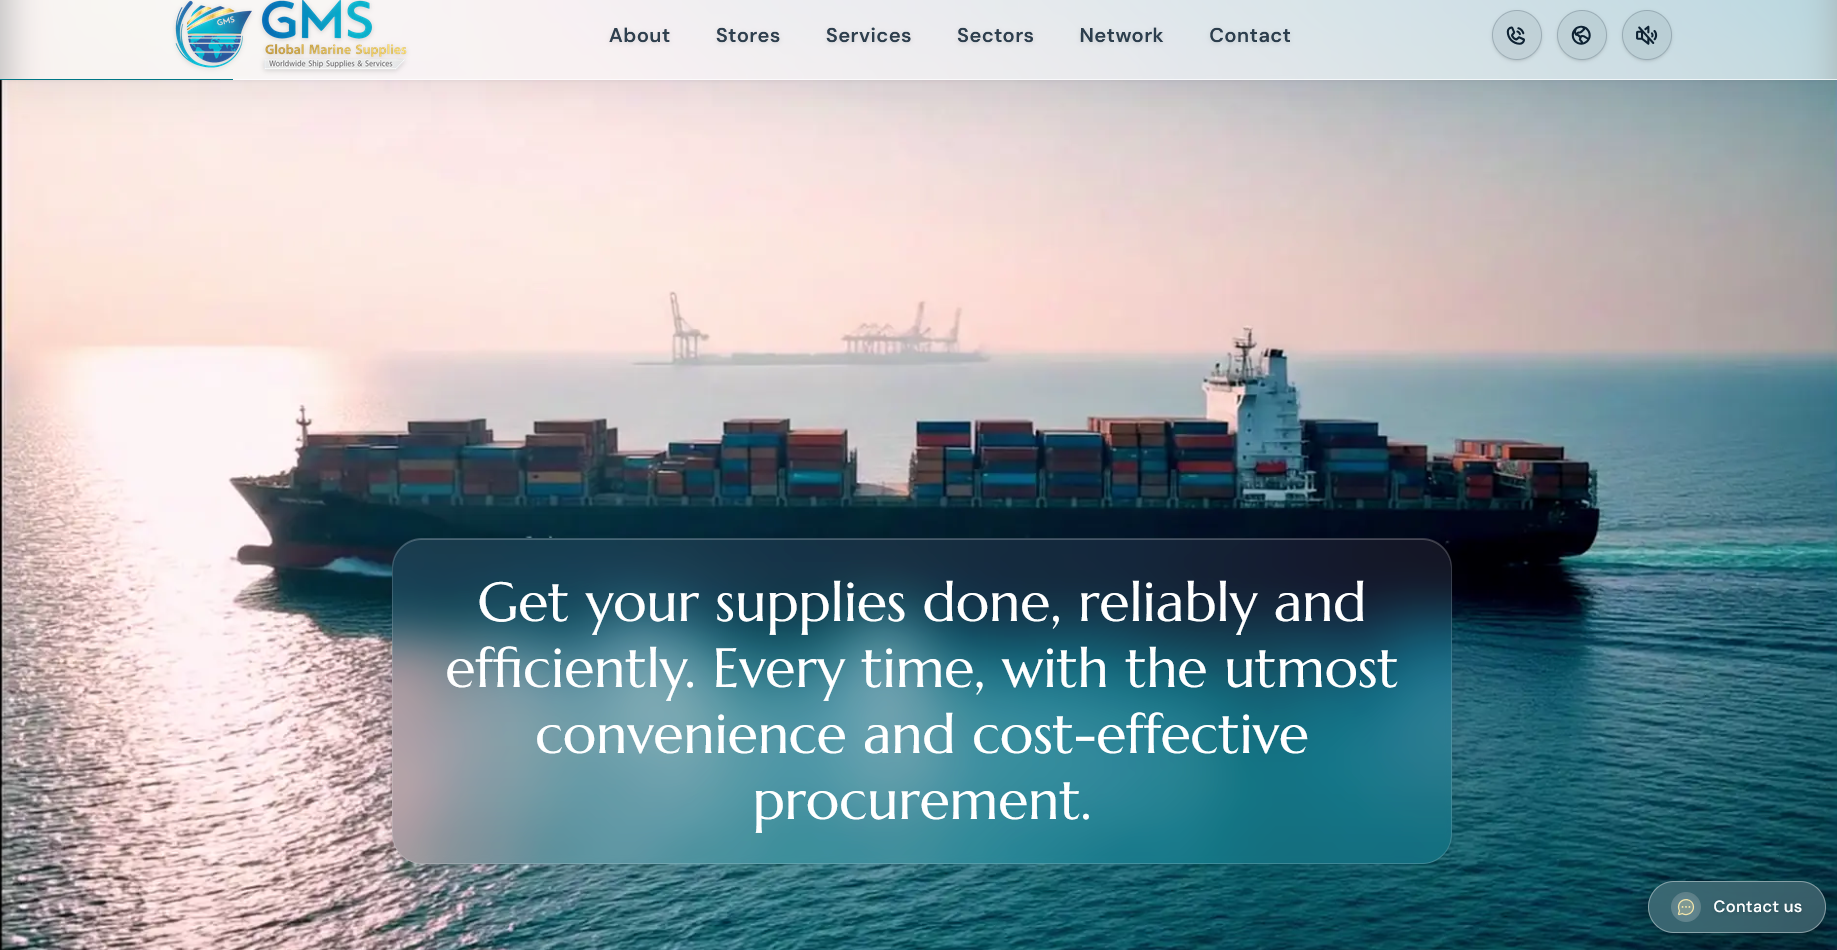 GMS
GMS
Global Marine Supplies
Worldwide Ship Supplies & Services
About
Stores
Services
Sectors
Network
Contact
Get your supplies done, reliably and
efficiently. Every time, with the utmost
convenience and cost-effective
procurement.
Contact us